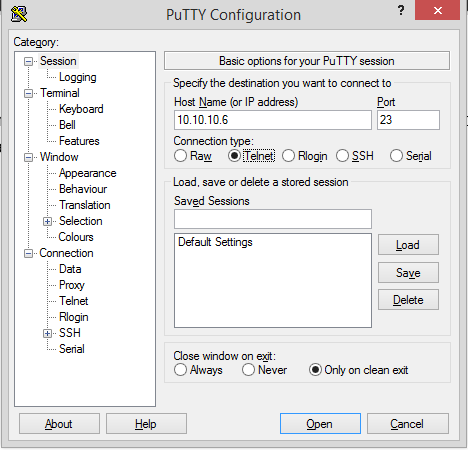 PuTTY Configuration
Category:
Session
Logging
Terminal
Keyboard
Bell
Features
Window
Appearance
Behaviour
Translation
Selection
Colours
Connection
Data
Proxy
Telnet
Rlogin
SSH
Serial
Basic options for your PuTTY session
Specify the destination you want to connect to
Host Name (or IP address) Port
10.10.10.6 23
Connection type:
Raw Telnet Rlogin SSH Serial
Load, save or delete a stored session
Saved Sessions
Default Settings
Load
Save
Delete
Close window on exit:
Always Never Only on clean exit
About Help Open Cancel